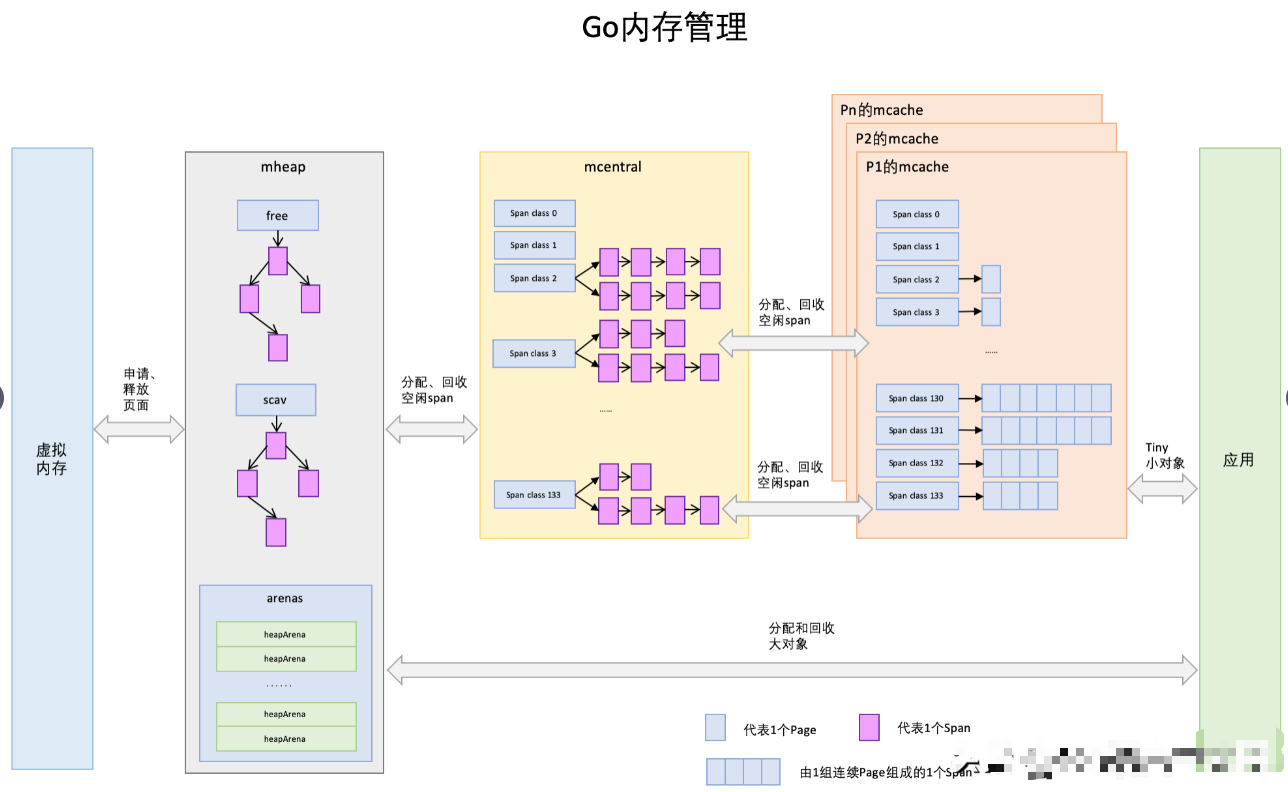 Go内存管理
虚拟
内存
申请、
释放
页面
mheap
free
scav
arenas
heapArena
heapArena
......
heapArena
heapArena
分配、回收
空闲span
mcentral
Span class 0
Span class 1
Span class 2
Span class 3
......
Span class 133
分配、回收
空闲span
分配、回收
空闲span
Pn的mcache
P2的mcache
P1的mcache
Span class 0
Span class 1
Span class 2
Span class 3
......
Span class 130
Span class 131
Span class 132
Span class 133
Tiny
小对象
应用
分配和回收
大对象
代表1个Page
代表1个Span
由1组连续Page组成的1个Span